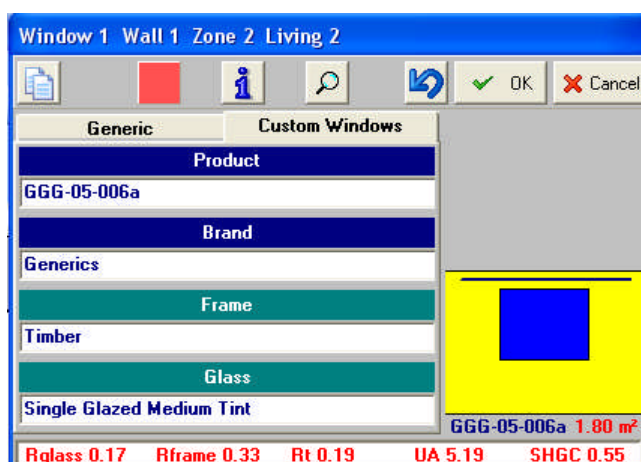 Window 1 Wall 1 Zone 2 Living 2
OK Cancel
Generic Custom Windows
Product
GGG-05-006a
Brand
Generics
Frame
Timber
Glass
Single Glazed Medium Tint
GGG-05-006a 1.80 m²
Rglass 0.17 Rframe 0.33 Rt 0.19 UA 5.19 SHGC 0.55